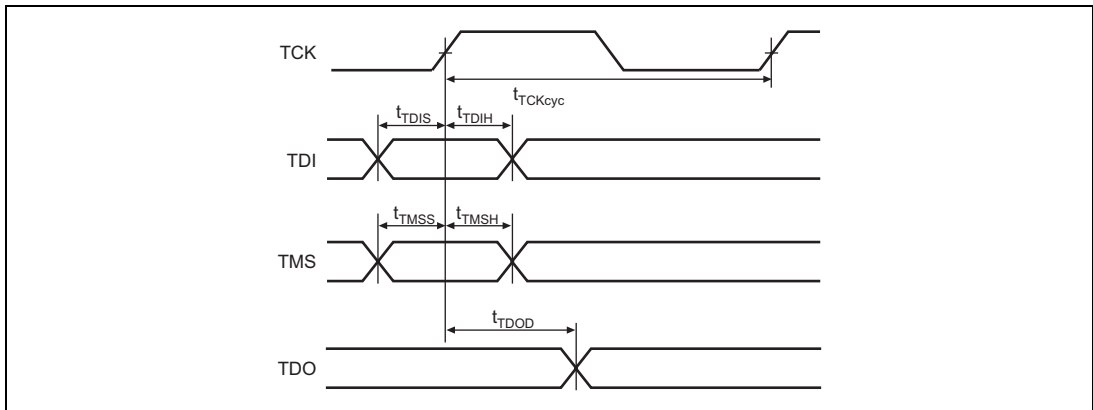 TCK
tTCKcyc
tTDIS tTDIH
TDI
tTMSS tTMSH
TMS
tTDOD
TDO